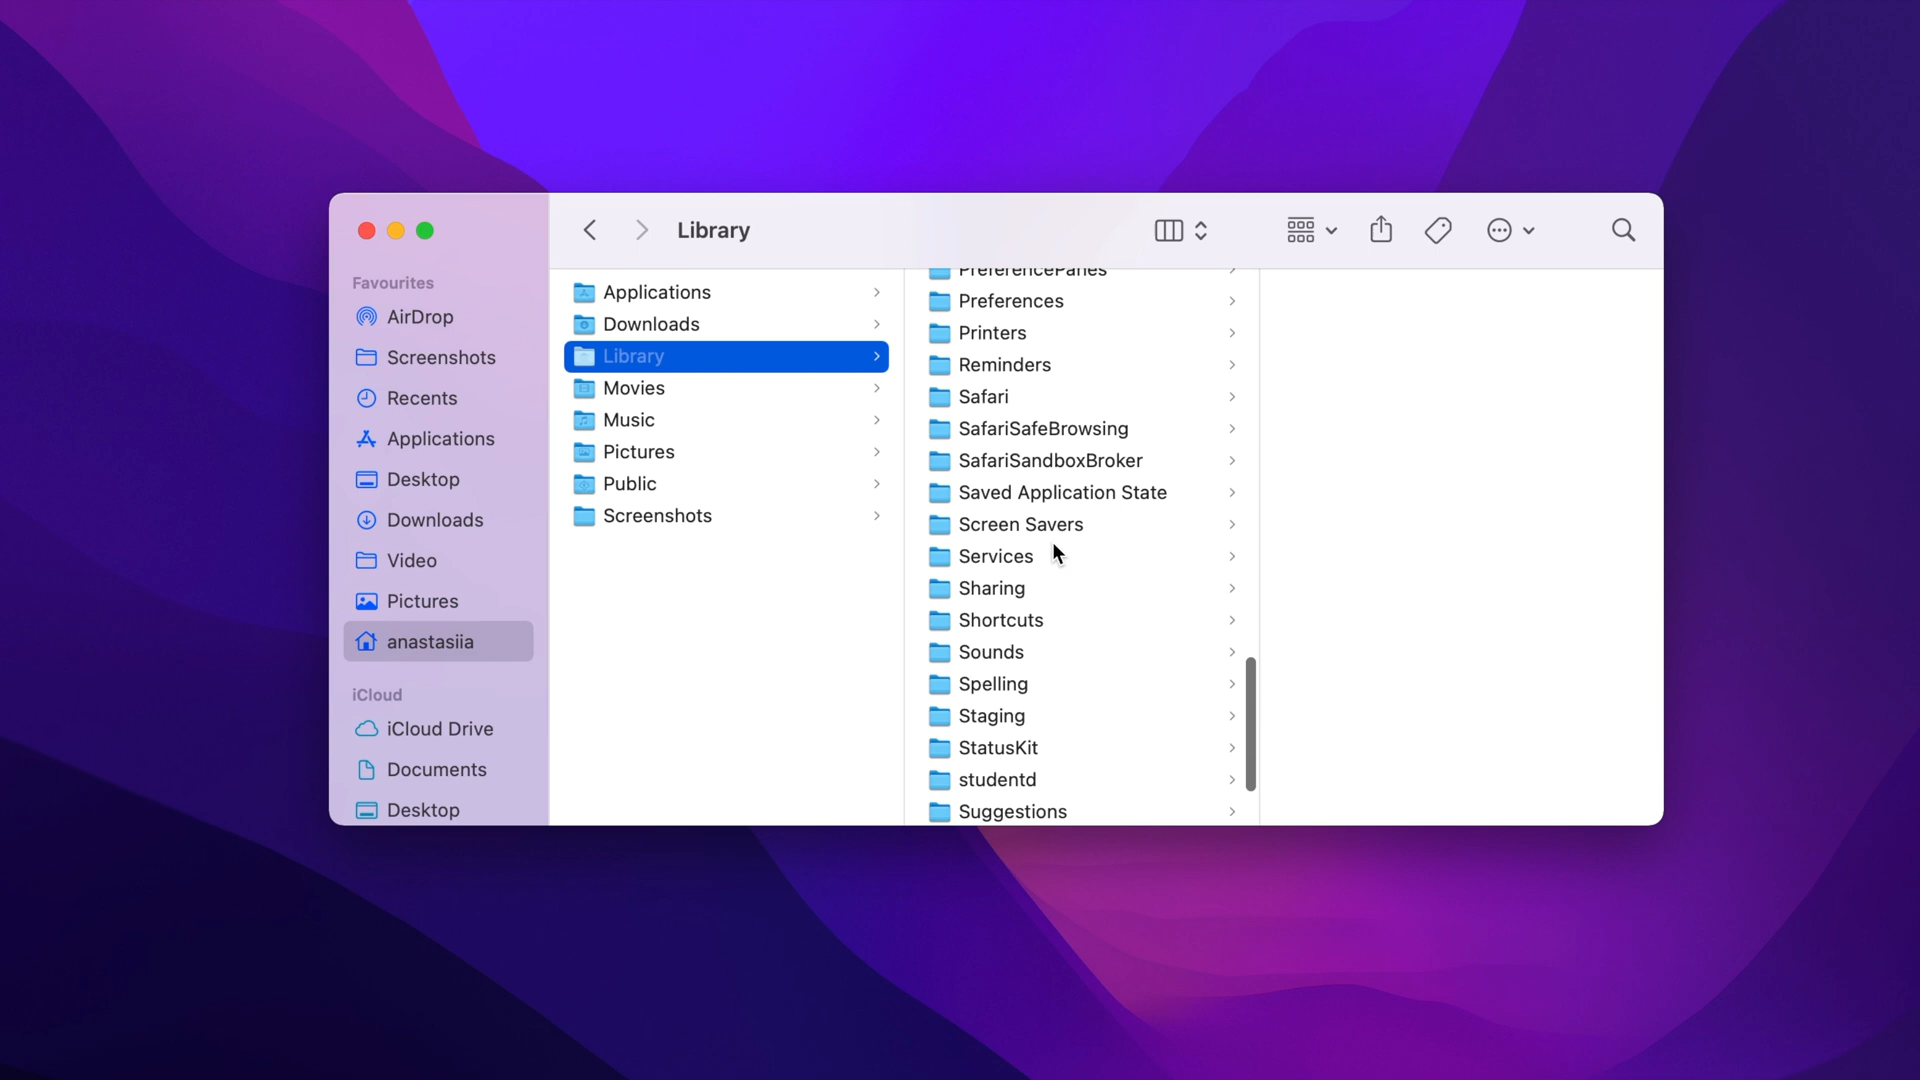 Library
Favourites
AirDrop
Screenshots
Recents
Applications
Desktop
Downloads
Video
Pictures
anastasiia
iCloud
iCloud Drive
Documents
Desktop
Applications
Downloads
Library
Movies
Music
Pictures
Public
Screenshots
PreferencePanes
Preferences
Printers
Reminders
Safari
SafariSafeBrowsing
SafariSandboxBroker
Saved Application State
Screen Savers
Services
Sharing
Shortcuts
Sounds
Spelling
Staging
StatusKit
studentd
Suggestions